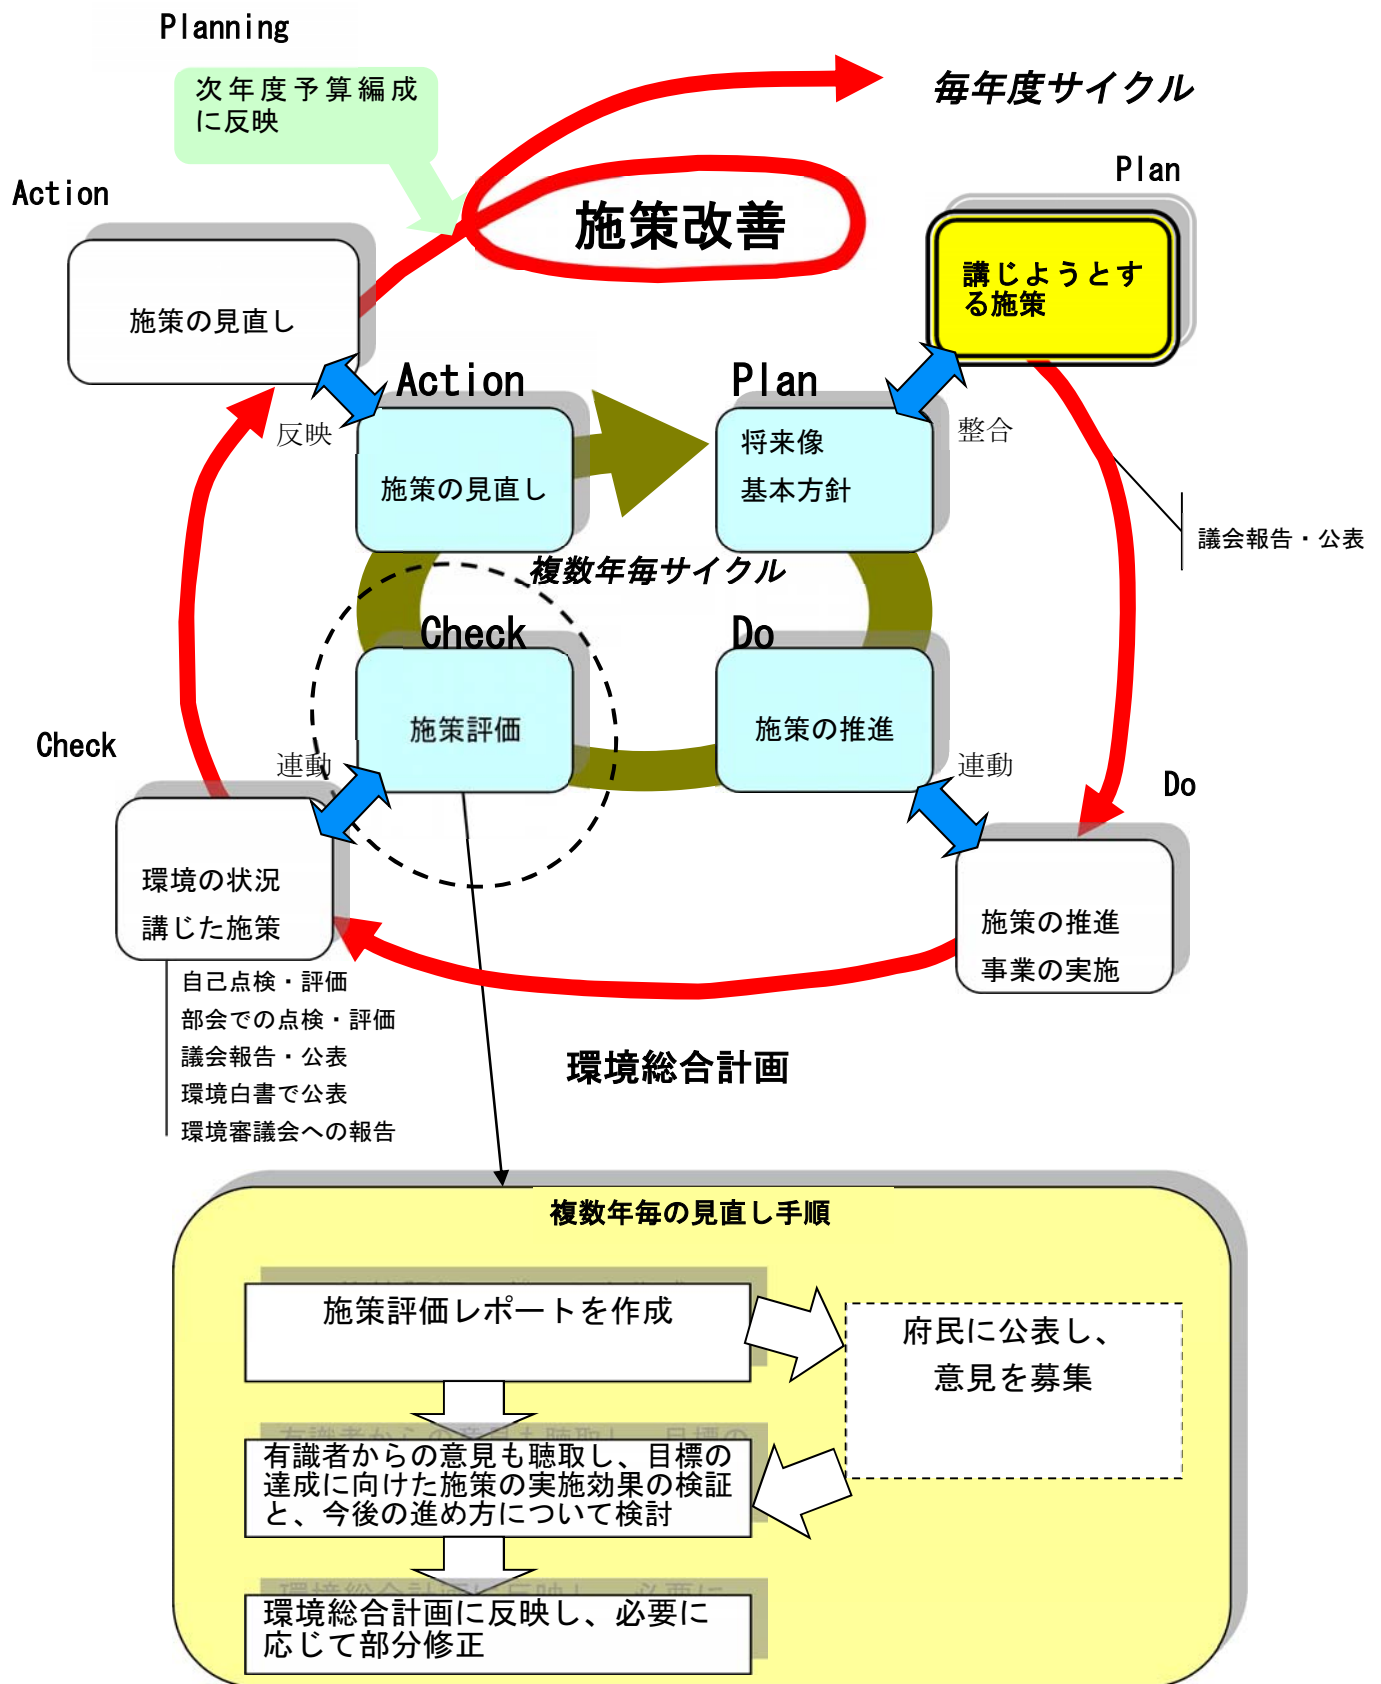 Planning
次年度予算編成
に反映
毎年度サイクル
Plan
Action
施策改善
講じようとす
る施策
施策の見直し
Action
Plan
反映
整合
施策の見直し
将来像
基本方針
議会報告・公表
複数年毎サイクル
Check
Do
施策評価
施策の推進
Check
連動
連動
Do
環境の状況
講じた施策
施策の推進
事業の実施
自己点検・評価
部会での点検・評価
議会報告・公表
環境白書で公表
環境審議会への報告
環境総合計画
複数年毎の見直し手順
施策評価レポートを作成
府民に公表し、
意見を募集
有識者からの意見も聴取し、目標の
達成に向けた施策の実施効果の検証
と、今後の進め方について検討
環境総合計画に反映し、必要に
応じて部分修正